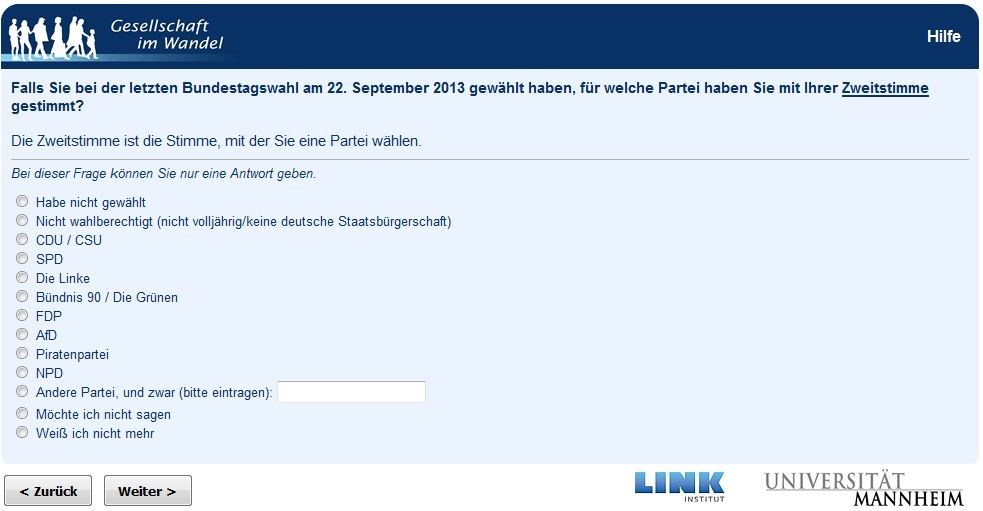 Gesellschaft
im Wandel
Hilfe
Falls Sie bei der letzten Bundestagswahl am 22. September 2013 gewählt haben, für welche Partei haben Sie mit Ihrer Zweitstimme
gestimmt?
Die Zweitstimme ist die Stimme, mit der Sie eine Partei wählen.
Bei dieser Frage können Sie nur eine Antwort geben.
Habe nicht gewählt
Nicht wahlberechtigt (nicht volljährig/keine deutsche Staatsbürgerschaft)
CDU / CSU
SPD
Die Linke
Bündnis 90 / Die Grünen
FDP
AfD
Piratenpartei
NPD
Andere Partei, und zwar (bitte eintragen):
Möchte ich nicht sagen
Weiß ich nicht mehr
< Zurück
Weiter >
LINK
INSTITUT
UNIVERSITÄT
MANNHEIM